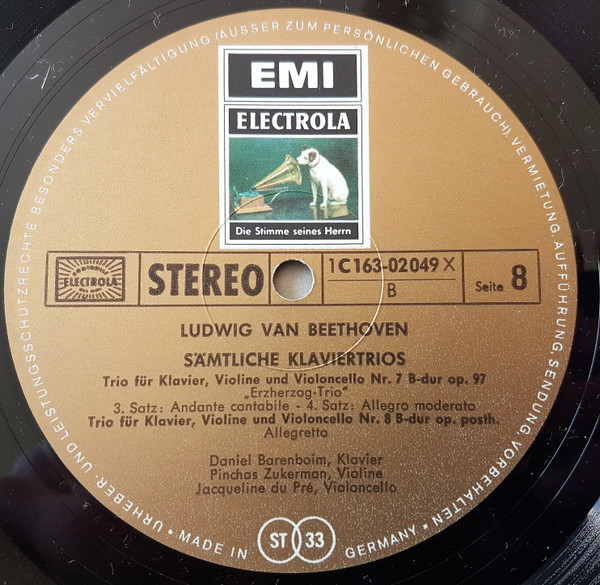 URHEBER- UND LEISTUNGSSCHUTZRECHTE BESONDERS VERVIELFÄLTIGUNG (AUSSER ZUM PERSÖNLICHEN GEBRAUCH), VERMIETUNG, AUFFÜHRUNG, SENDUNG VORBEHALTEN
EMI
ELECTROLA
Die Stimme seines Herrn
ELECTROLA
STEREO
1C163-02049 X
B
Seite 8
LUDWIG VAN BEETHOVEN
SÄMTLICHE KLAVIERTRIOS
Trio für Klavier, Violine und Violoncello Nr. 7 B-dur op. 97
„Erzherzog-Trio"
3. Satz: Andante cantabile - 4. Satz: Allegro moderato
Trio für Klavier, Violine und Violoncello Nr. 8 B-dur op. posth.
Allegretto
Daniel Barenboim, Klavier
Pinchas Zukerman, Violine
Jacqueline du Pré, Violoncello
• MADE IN GERMANY •
ST 33